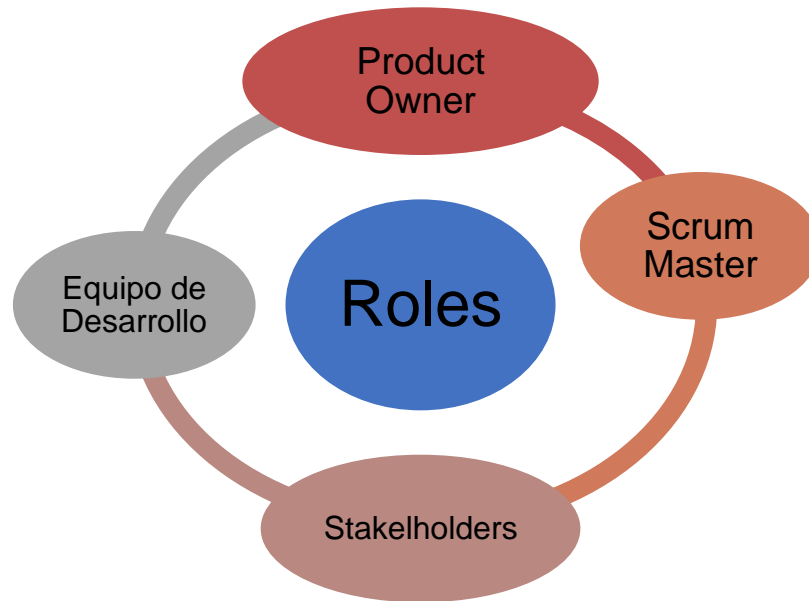 Product
Owner
Scrum
Master
Equipo de
Desarrollo
Roles
Stakelholders